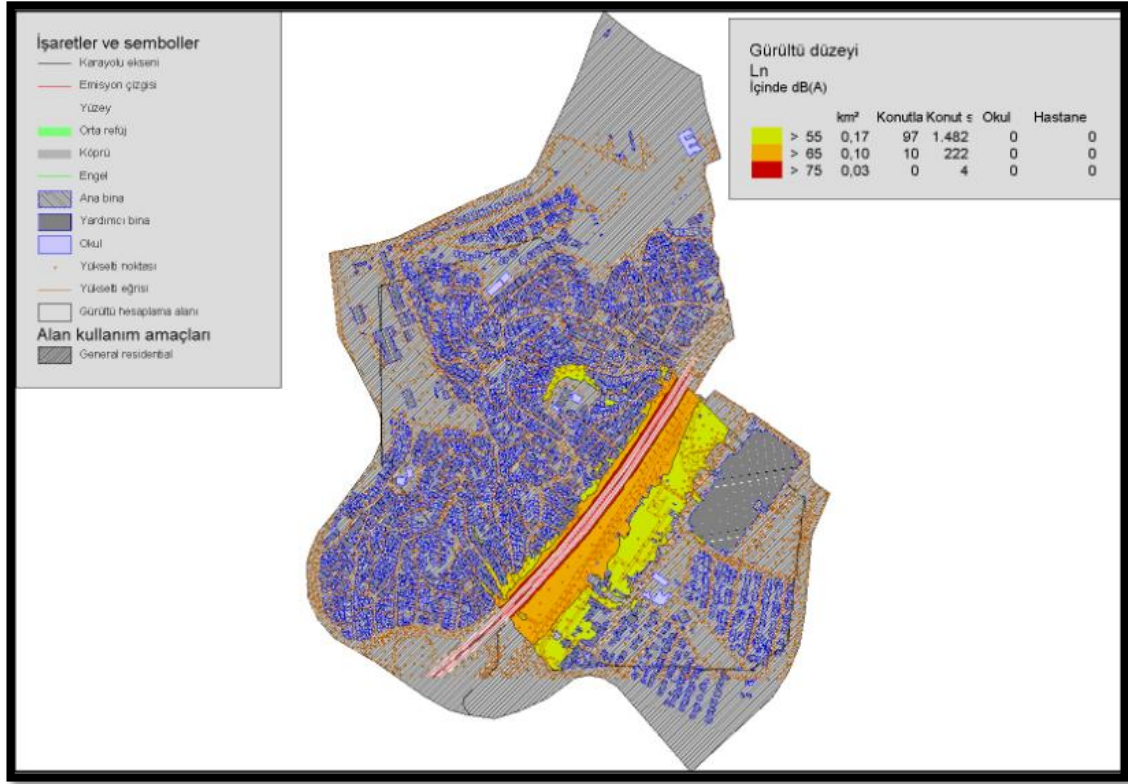 İşaretler ve semboller
Karayolu ekseni
Emisyon çizgisi
Yüzey
Orta refüj
Köprü
Engel
Ana bina
Yardımcı bina
Okul
Yükselti noktası
Yükselti eğrisi
Gürültü hesaplama alanı
Alan kullanım amaçları
General residential
Gürültü düzeyi
Ln
İçinde dB(A)
km² Konutla Konut s Okul Hastane
> 55 0,17 97 1.482 0 0
> 65 0,10 10 222 0 0
> 75 0,03 0 4 0 0